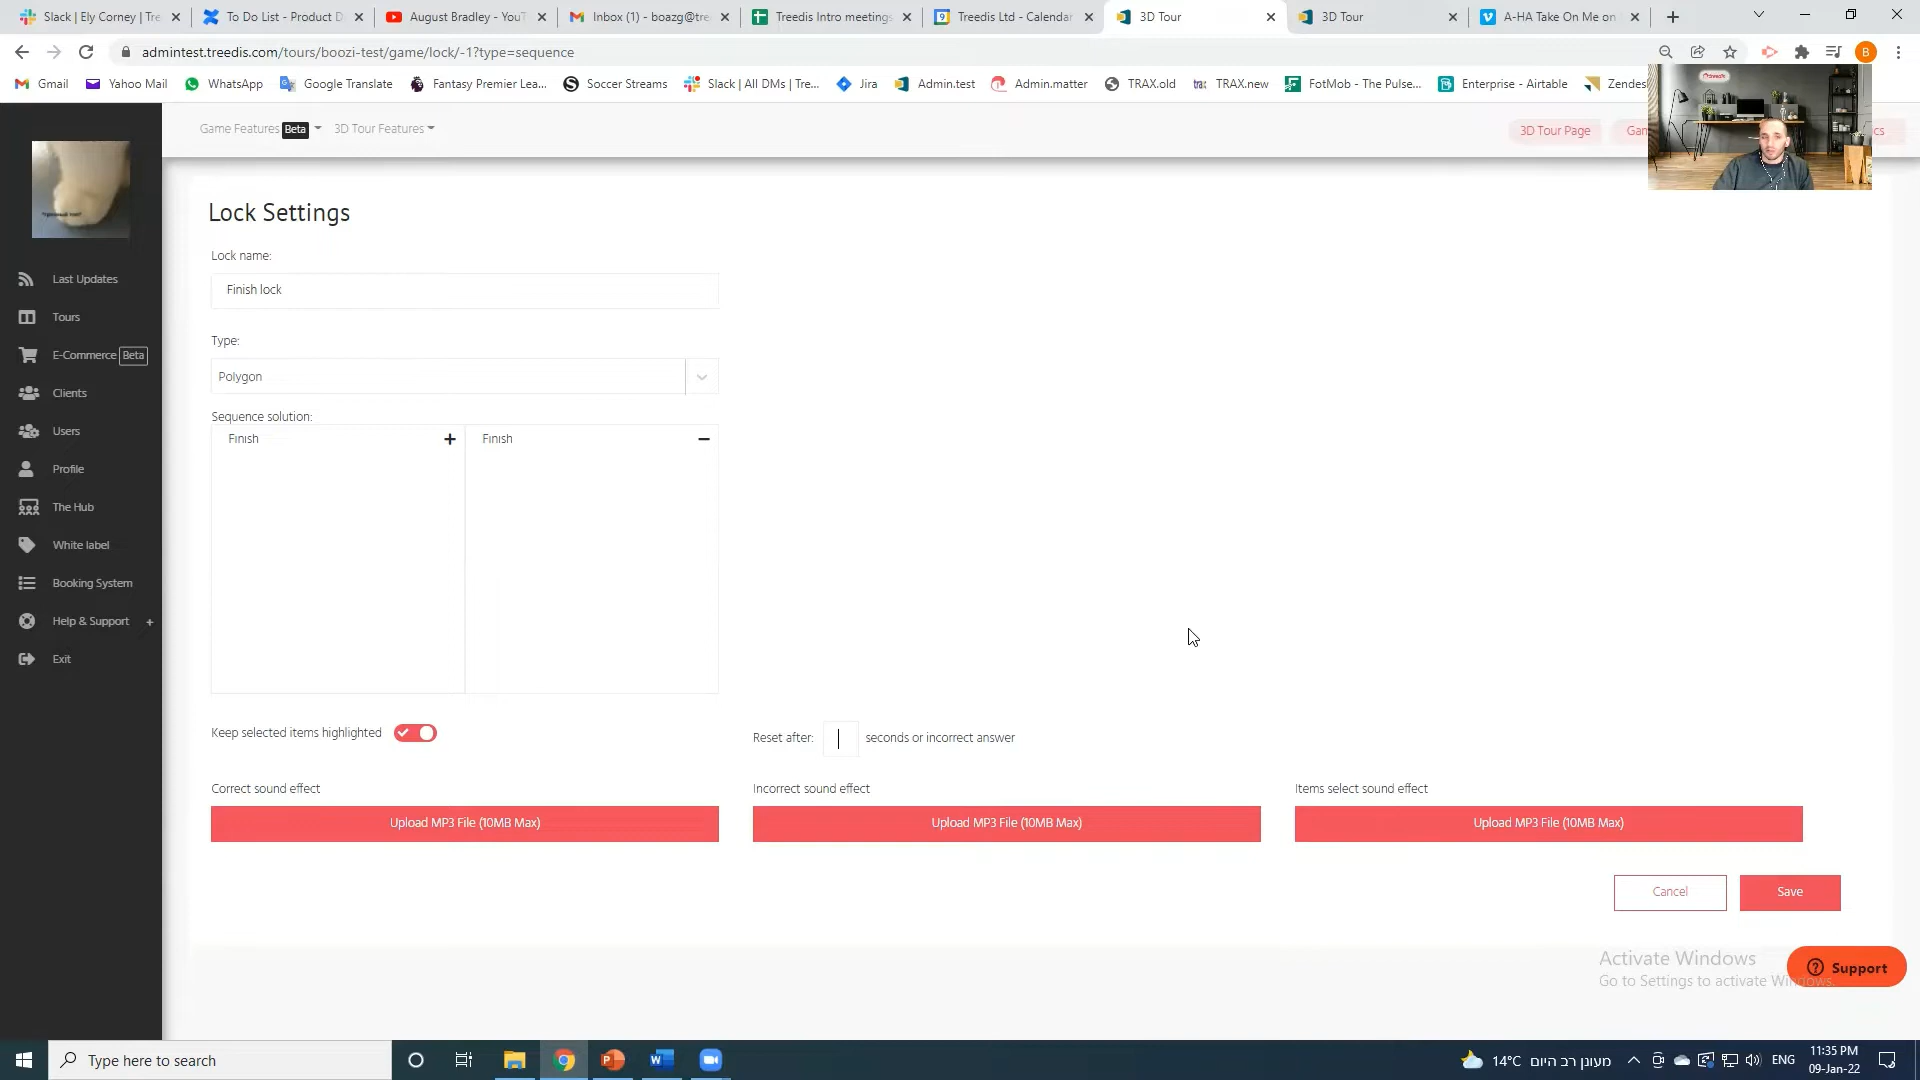 Slack | Ely Corney | Tre
To Do List - Product D
August Bradley - YouT
Inbox (1) - boazg@tre
Treedis Intro meetings
Treedis Ltd - Calendar
3D Tour
3D Tour
A-HA Take On Me on
admintest.treedis.com/tours/boozi-test/game/lock/-1?type=sequence
B
Gmail
Yahoo Mail
WhatsApp
Google Translate
Fantasy Premier Lea...
Soccer Streams
Slack | All DMs | Tre...
Jira
Admin.test
Admin.matter
TRAX.old
TRAX.new
FotMob - The Pulse...
Enterprise - Airtable
Zendes
Game Features Beta
3D Tour Features
3D Tour Page
Gam
cs
Lock Settings
Lock name:
Finish lock
Type:
Polygon
Sequence solution:
Finish
Finish
Keep selected items highlighted
Reset after:
seconds or incorrect answer
Correct sound effect
Incorrect sound effect
Items select sound effect
Upload MP3 File (10MB Max)
Upload MP3 File (10MB Max)
Upload MP3 File (10MB Max)
Cancel
Save
Last Updates
Tours
E-Commerce Beta
Clients
Users
Profile
The Hub
White label
Booking System
Help & Support +
Exit
Activate Windows
Go to Settings to activate Windows.
Support
Type here to search
14°C מעונן רב היום
ENG
11:35 PM
09-Jan-22